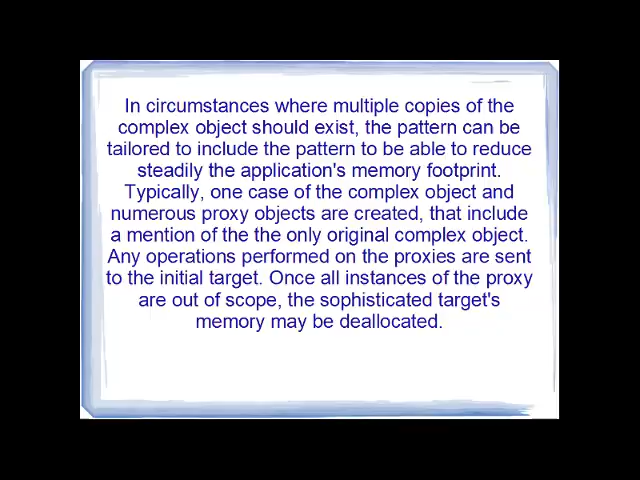 In circumstances where multiple copies of the
complex object should exist, the pattern can be
tailored to include the pattern to be able to reduce
steadily the application's memory footprint.
Typically, one case of the complex object and
numerous proxy objects are created, that include
a mention of the the only original complex object.
Any operations performed on the proxies are sent
to the initial target. Once all instances of the proxy
are out of scope, the sophisticated target's
memory may be deallocated.